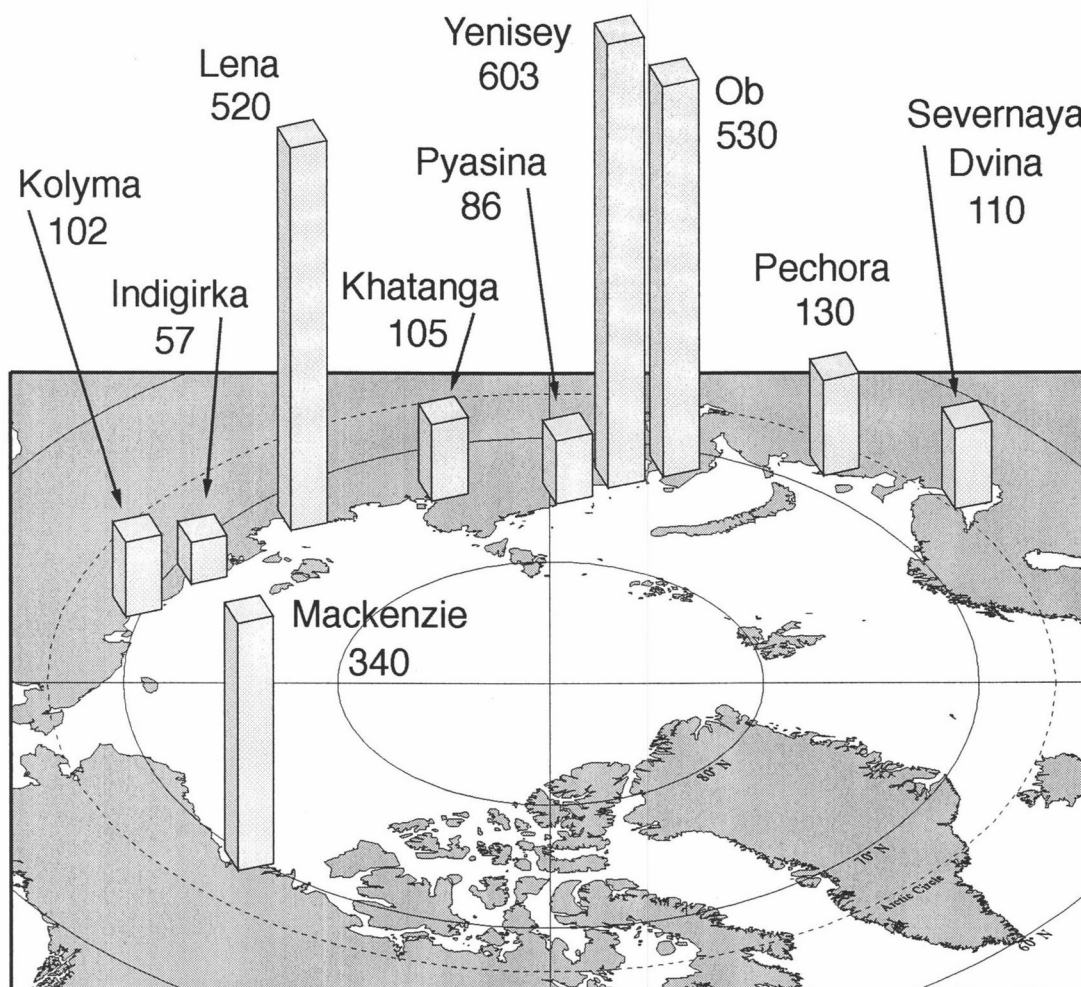 Yenisey
603
Lena
520
Ob
530
Severnaya
Dvina
110
Pyasina
86
Kolyma
102
Pechora
130
Khatanga
105
Indigirka
57
Mackenzie
340
80°N
70°N
Arctic Circle
60°N